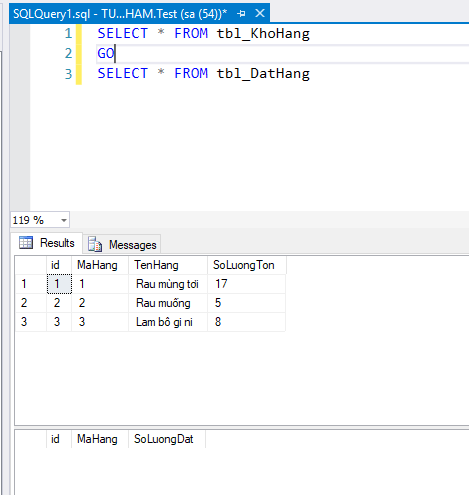 SQLQuery1.sql - TU...HAM.Test (sa (54))*
1 SELECT * FROM tbl_KhoHang
2 GO
3 SELECT * FROM tbl_DatHang
119 %
Results Messages
id MaHang TenHang SoLuongTon
1 1 1 Rau mùng tơi 17
2 2 2 Rau muống 5
3 3 3 Lam bô gi ni 8
id MaHang SoLuongDat